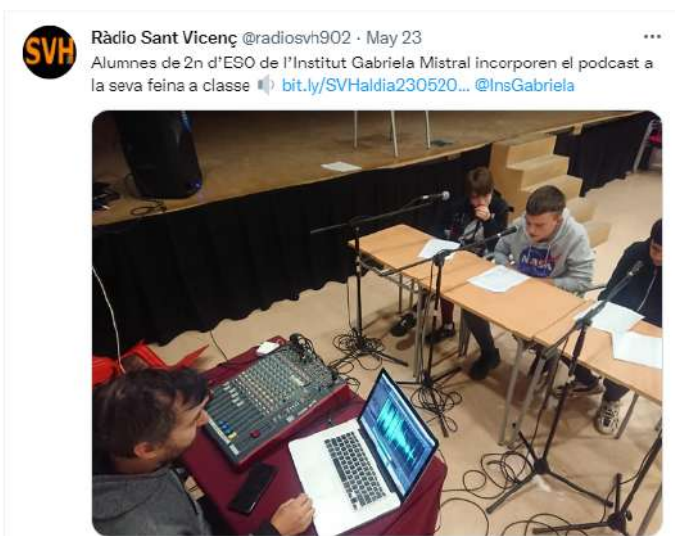 SVH
Ràdio Sant Vicenç @radiosvh902 · May 23
Alumnes de 2n d'ESO de l'Institut Gabriela Mistral incorporen el podcast a
la seva feina a classe 🔊 bit.ly/SVHaldia230520... @InsGabriela
NASA